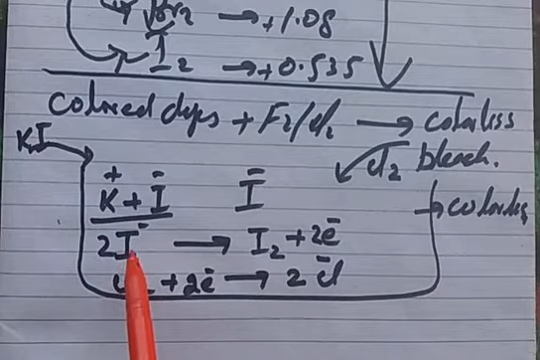 Br₂ → +1.08
I₂ → +0.535
Colored dyes + F₂/Cl₂ → colorless
KI
Cl₂ bleach.
K⁺ + I⁻ I⁻ → colorless
2I⁻ → I₂ + 2e⁻
+ 2e⁻ → 2Cl⁻